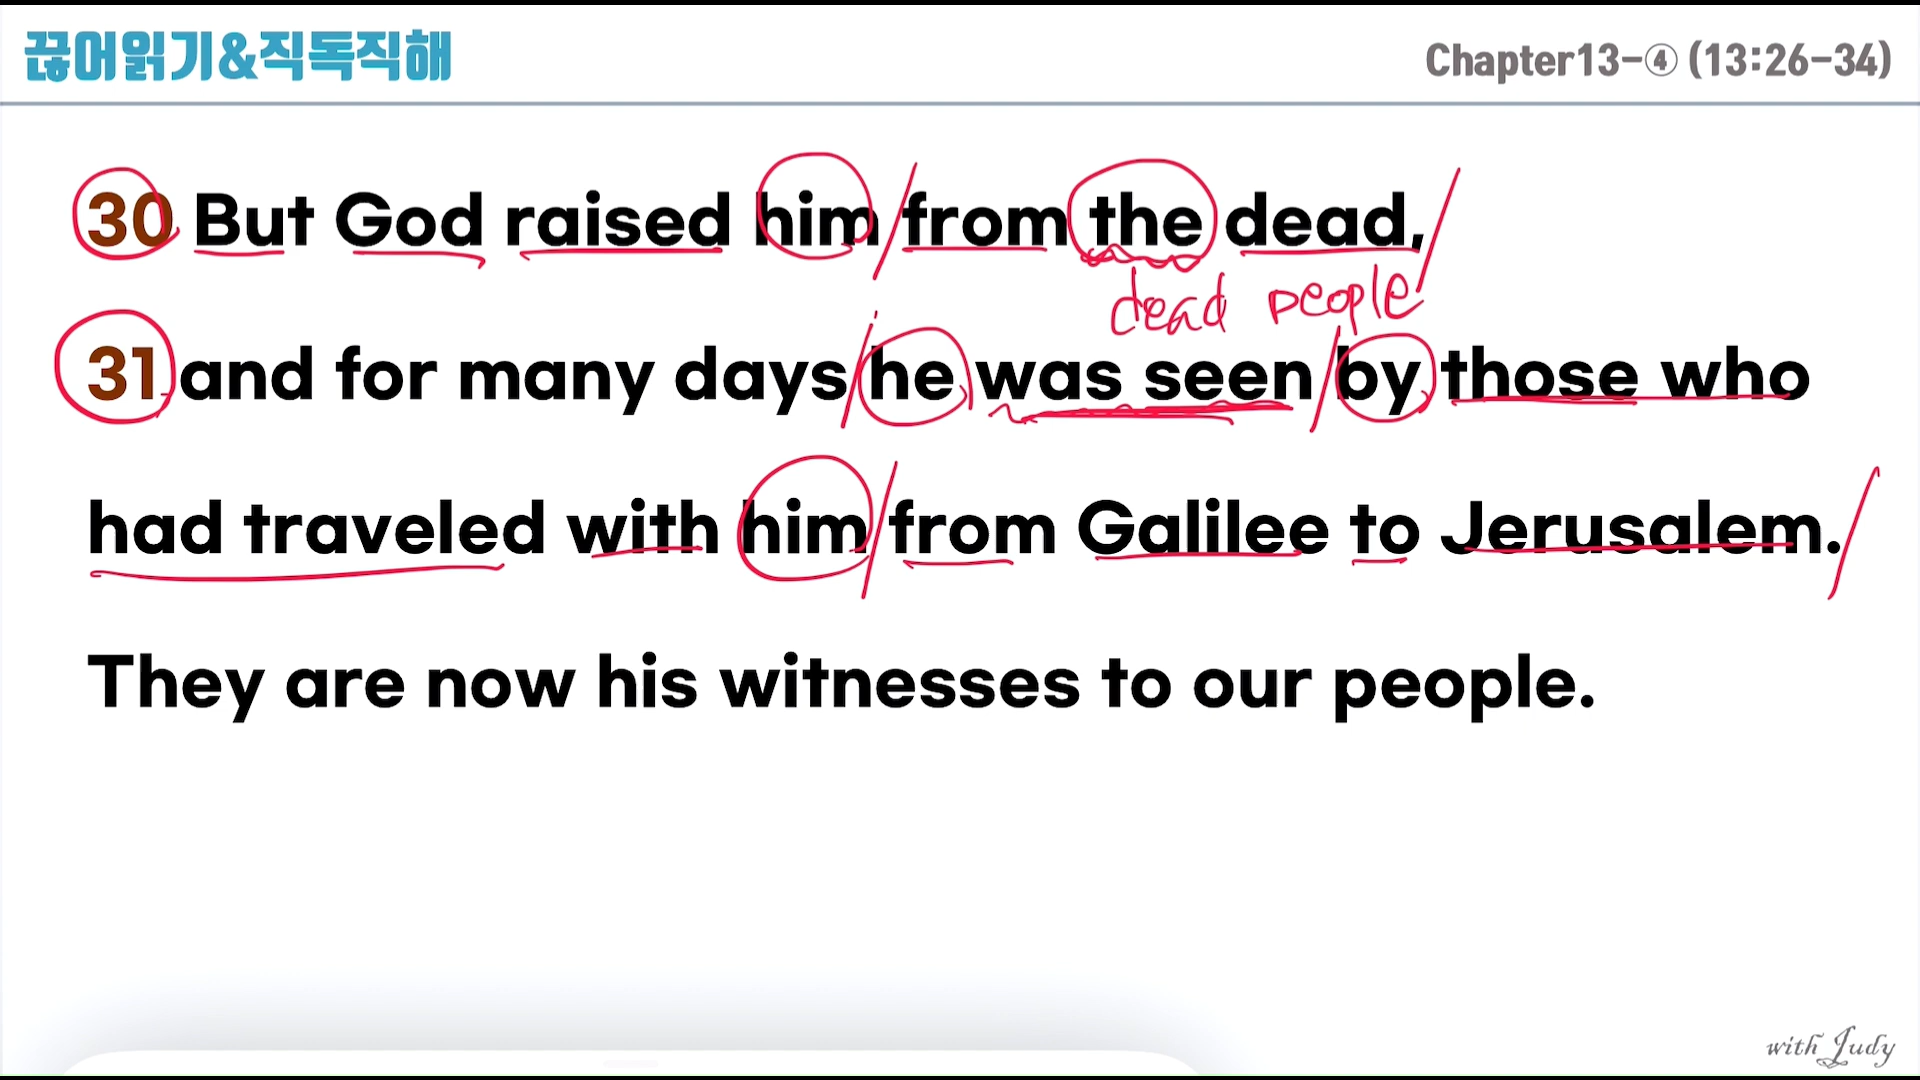 끊어읽기&직독직해
Chapter13-④ (13:26-34)
30 But God raised him from the dead,
dead people
31 and for many days he was seen by those who
had traveled with him from Galilee to Jerusalem.
They are now his witnesses to our people.
with Judy